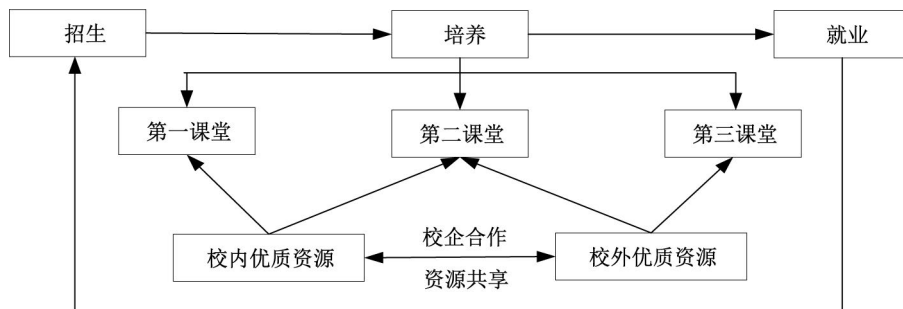 招生
培养
就业
第一课堂
第二课堂
第三课堂
校企合作
校内优质资源
校外优质资源
资源共享